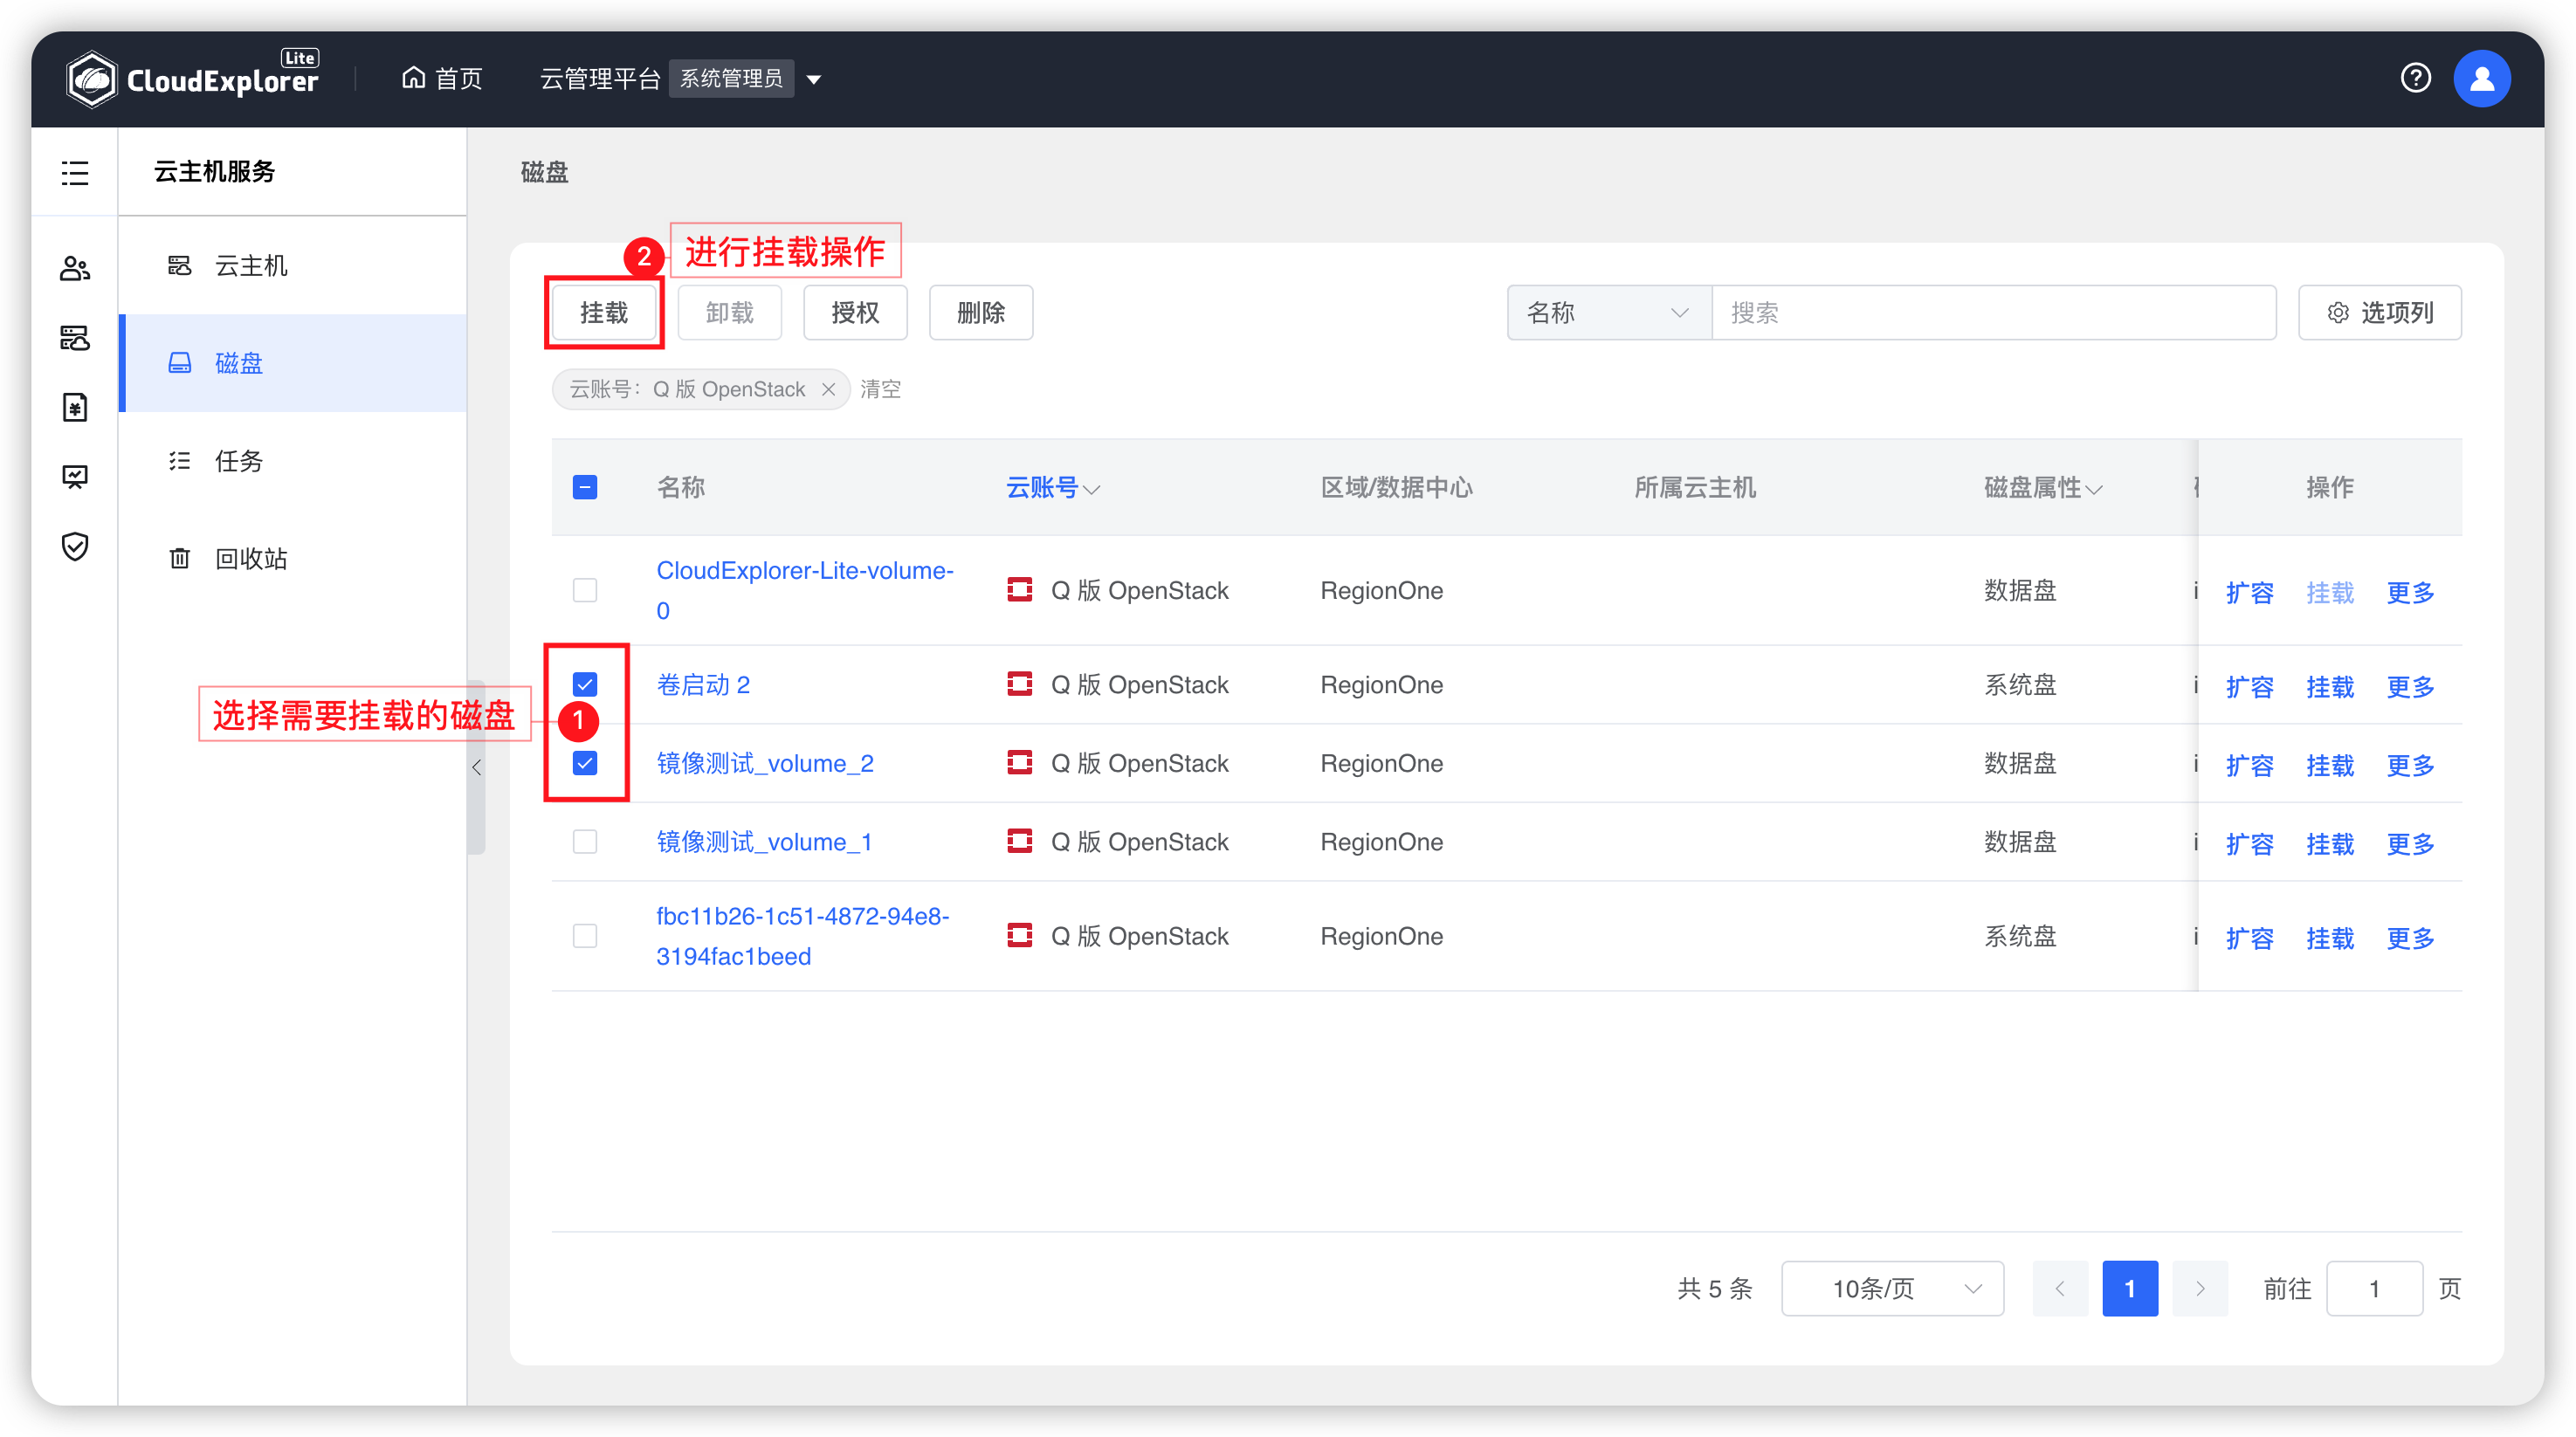 CloudExplorer Lite
首页
云管理平台 系统管理员
云主机服务
云主机
磁盘
任务
回收站
磁盘
2 进行挂载操作
挂载 卸载 授权 删除 名称 搜索 选项列
云账号：Q 版 OpenStack 清空
名称 云账号 区域/数据中心 所属云主机 磁盘属性 操作
CloudExplorer-Lite-volume-
0
Q 版 OpenStack RegionOne 数据盘 i 扩容 挂载 更多
卷启动 2 Q 版 OpenStack RegionOne 系统盘 i 扩容 挂载 更多
选择需要挂载的磁盘 1
镜像测试_volume_2 Q 版 OpenStack RegionOne 数据盘 i 扩容 挂载 更多
镜像测试_volume_1 Q 版 OpenStack RegionOne 数据盘 i 扩容 挂载 更多
fbc11b26-1c51-4872-94e8-
3194fac1beed
Q 版 OpenStack RegionOne 系统盘 i 扩容 挂载 更多
共 5 条 10条/页 1 前往 1 页